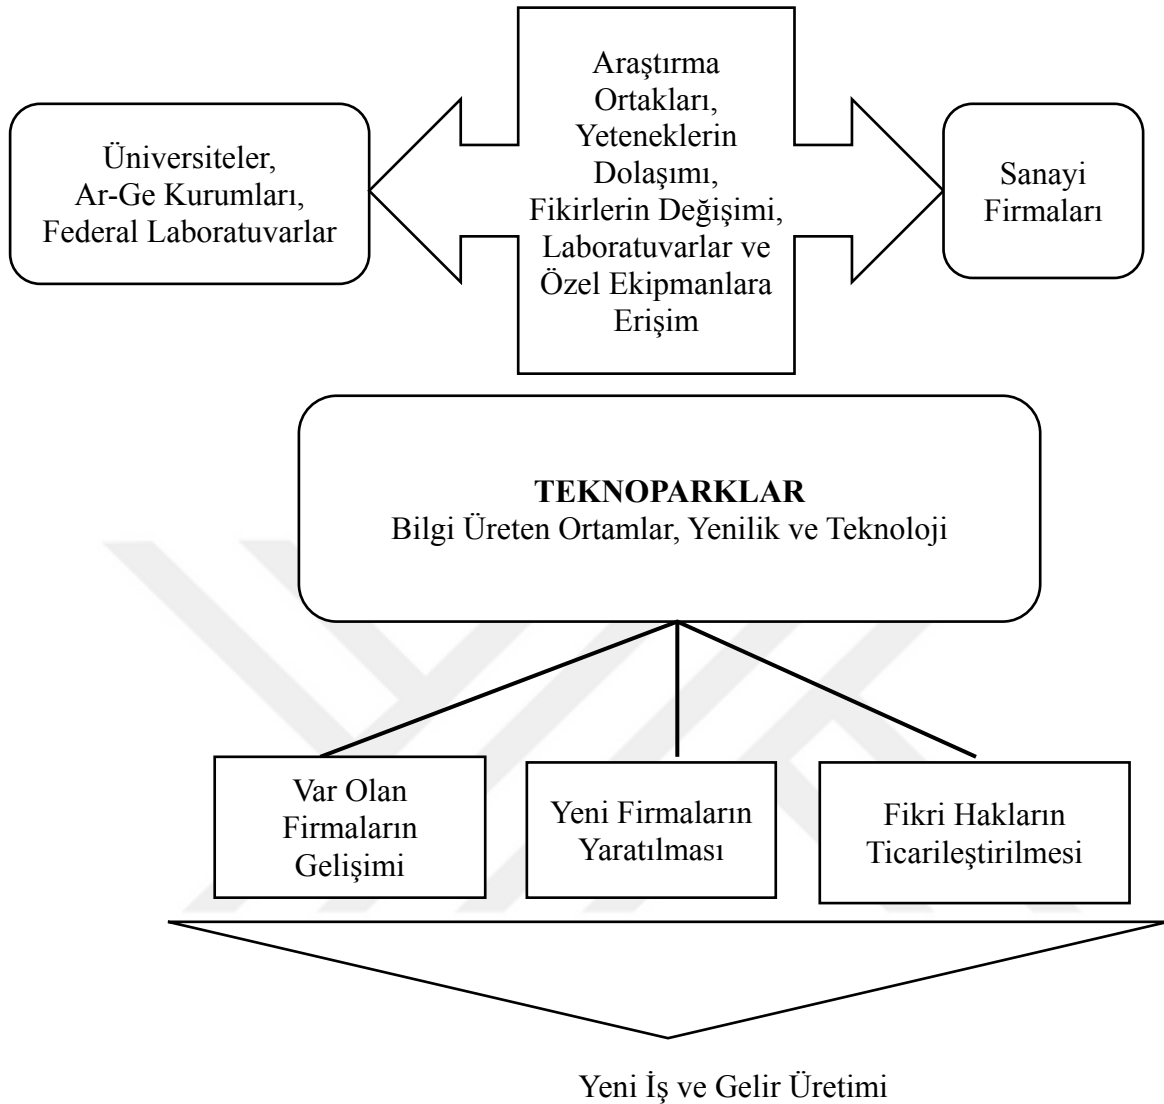 Üniversiteler,
Ar-Ge Kurumları,
Federal Laboratuvarlar
Araştırma
Ortakları,
Yeteneklerin
Dolaşımı,
Fikirlerin Değişimi,
Laboratuvarlar ve
Özel Ekipmanlara
Erişim
Sanayi
Firmaları
TEKNOPARKLAR
Bilgi Üreten Ortamlar, Yenilik ve Teknoloji
Var Olan
Firmaların
Gelişimi
Yeni Firmaların
Yaratılması
Fikri Hakların
Ticarileştirilmesi
Yeni İş ve Gelir Üretimi